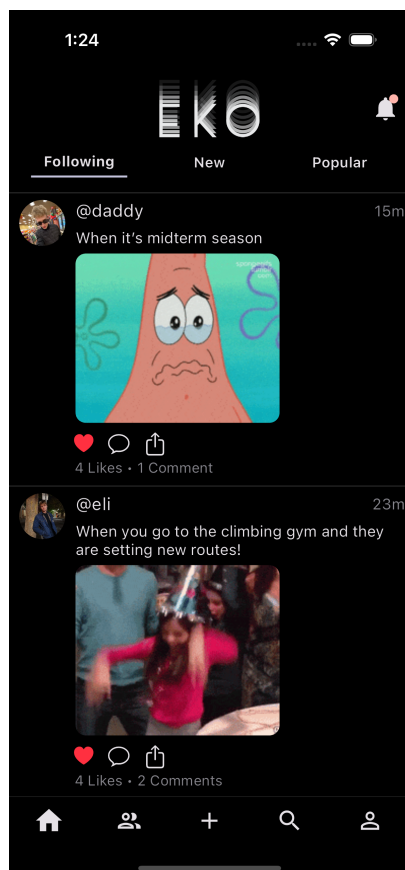 1:24
EKO
Following
New
Popular
@daddy
15m
When it's midterm season
4 Likes • 1 Comment
@eli
23m
When you go to the climbing gym and they
are setting new routes!
4 Likes • 2 Comments